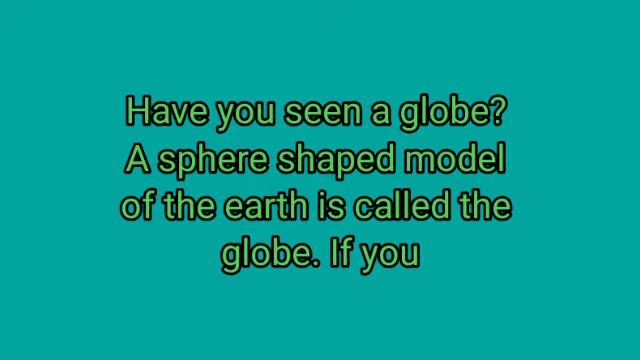 Have you seen a globe?
A sphere shaped model
of the earth is called the
globe. If you